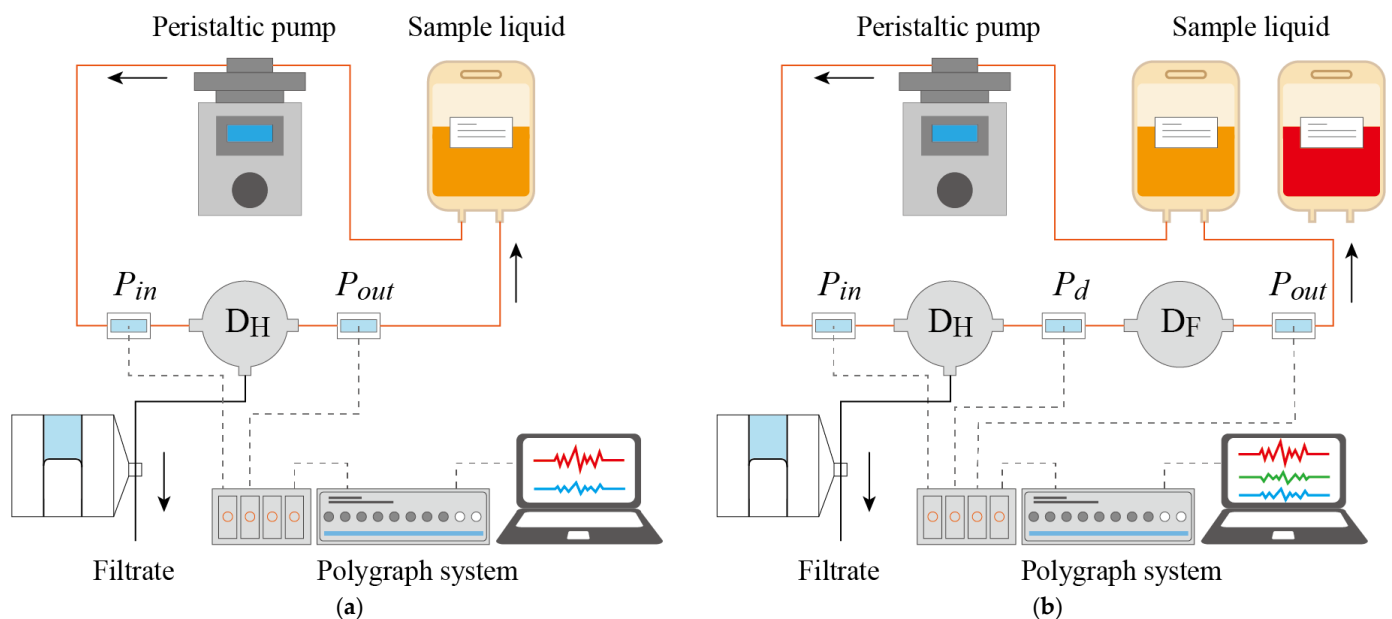 Peristaltic pump
Sample liquid
P_in
D_H
P_out
Filtrate
Polygraph system
(a)
Peristaltic pump
Sample liquid
P_in
D_H
P_d
D_F
P_out
Filtrate
Polygraph system
(b)